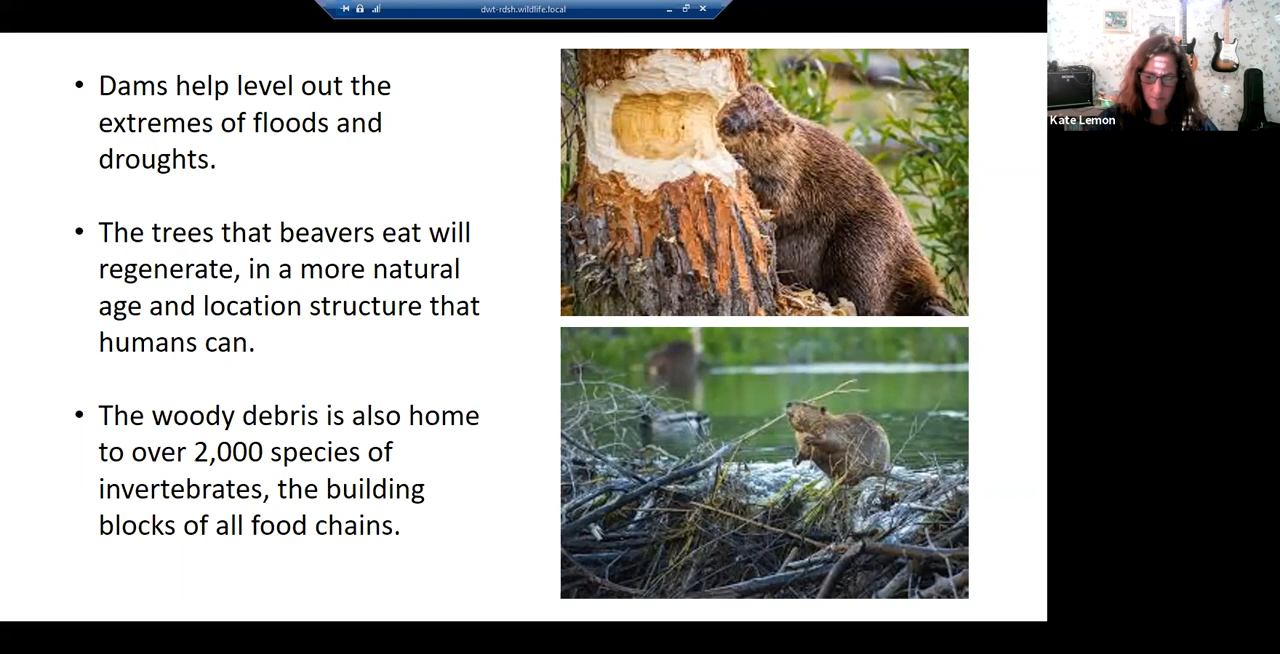 dwt-rdsh.wildlife.local
• Dams help level out the
extremes of floods and
droughts.
• The trees that beavers eat will
regenerate, in a more natural
age and location structure that
humans can.
• The woody debris is also home
to over 2,000 species of
invertebrates, the building
blocks of all food chains.
Kate Lemon